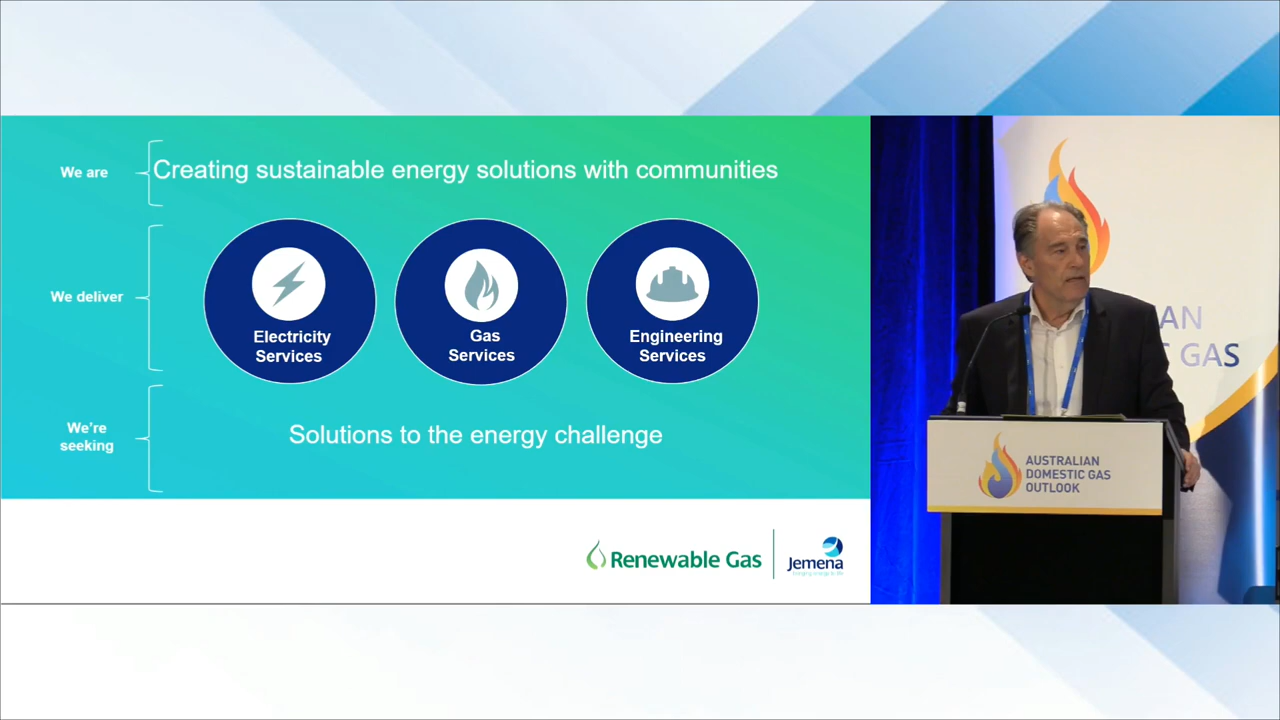 We are
Creating sustainable energy solutions with communities
We deliver
Electricity
Services
Gas
Services
Engineering
Services
We're
seeking
Solutions to the energy challenge
Renewable Gas
Jemena
AN
GAS
AUSTRALIAN
DOMESTIC GAS
OUTLOOK